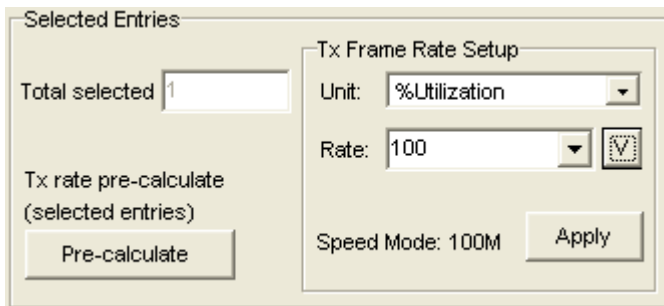 Selected Entries
Total selected 1
Tx rate pre-calculate
(selected entries)
Pre-calculate
Tx Frame Rate Setup
Unit: %Utilization
Rate: 100 V
Speed Mode: 100M Apply